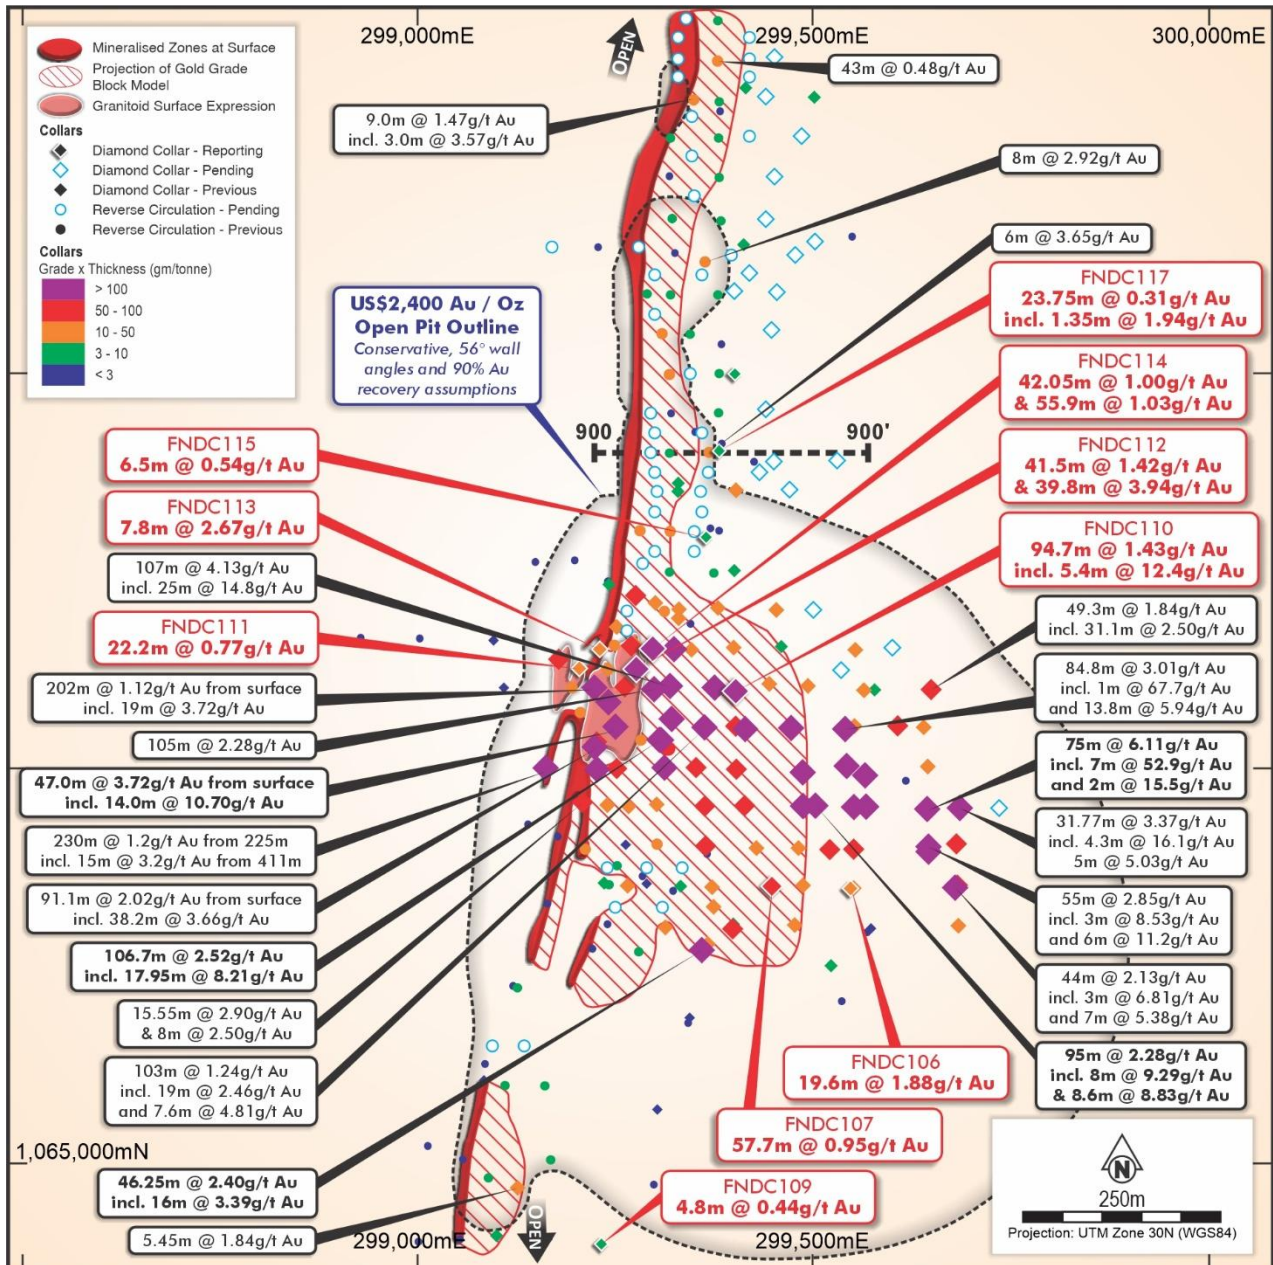 299,000mE
299,500mE
300,000mE
Mineralised Zones at Surface
Projection of Gold Grade
Block Model
Granitoid Surface Expression
Collars
Diamond Collar - Reporting
Diamond Collar - Pending
Diamond Collar - Previous
Reverse Circulation - Pending
Reverse Circulation - Previous
Collars
Grade x Thickness (gm/tonne)
> 100
50 - 100
10 - 50
3 - 10
< 3
OPEN
43m @ 0.48g/t Au
9.0m @ 1.47g/t Au
incl. 3.0m @ 3.57g/t Au
8m @ 2.92g/t Au
6m @ 3.65g/t Au
US$2,400 Au / Oz
Open Pit Outline
Conservative, 56° wall
angles and 90% Au
recovery assumptions
FNDC117
23.75m @ 0.31g/t Au
incl. 1.35m @ 1.94g/t Au
FNDC114
42.05m @ 1.00g/t Au
& 55.9m @ 1.03g/t Au
900
900'
FNDC115
6.5m @ 0.54g/t Au
FNDC112
41.5m @ 1.42g/t Au
& 39.8m @ 3.94g/t Au
FNDC113
7.8m @ 2.67g/t Au
FNDC110
94.7m @ 1.43g/t Au
incl. 5.4m @ 12.4g/t Au
107m @ 4.13g/t Au
incl. 25m @ 14.8g/t Au
49.3m @ 1.84g/t Au
incl. 31.1m @ 2.50g/t Au
FNDC111
22.2m @ 0.77g/t Au
84.8m @ 3.01g/t Au
incl. 1m @ 67.7g/t Au
and 13.8m @ 5.94g/t Au
202m @ 1.12g/t Au from surface
incl. 19m @ 3.72g/t Au
105m @ 2.28g/t Au
75m @ 6.11g/t Au
incl. 7m @ 52.9g/t Au
and 2m @ 15.5g/t Au
47.0m @ 3.72g/t Au from surface
incl. 14.0m @ 10.70g/t Au
31.77m @ 3.37g/t Au
incl. 4.3m @ 16.1g/t Au
5m @ 5.03g/t Au
230m @ 1.2g/t Au from 225m
incl. 15m @ 3.2g/t Au from 411m
91.1m @ 2.02g/t Au from surface
incl. 38.2m @ 3.66g/t Au
55m @ 2.85g/t Au
incl. 3m @ 8.53g/t Au
and 6m @ 11.2g/t Au
106.7m @ 2.52g/t Au
incl. 17.95m @ 8.21g/t Au
44m @ 2.13g/t Au
incl. 3m @ 6.81g/t Au
and 7m @ 5.38g/t Au
15.55m @ 2.90g/t Au
& 8m @ 2.50g/t Au
95m @ 2.28g/t Au
incl. 8m @ 9.29g/t Au
& 8.6m @ 8.83g/t Au
103m @ 1.24g/t Au
incl. 19m @ 2.46g/t Au
and 7.6m @ 4.81g/t Au
FNDC106
19.6m @ 1.88g/t Au
FNDC107
57.7m @ 0.95g/t Au
1,065,000mN
46.25m @ 2.40g/t Au
incl. 16m @ 3.39g/t Au
FNDC109
4.8m @ 0.44g/t Au
5.45m @ 1.84g/t Au
OPEN
N
250m
Projection: UTM Zone 30N (WGS84)
299,000mE
299,500mE